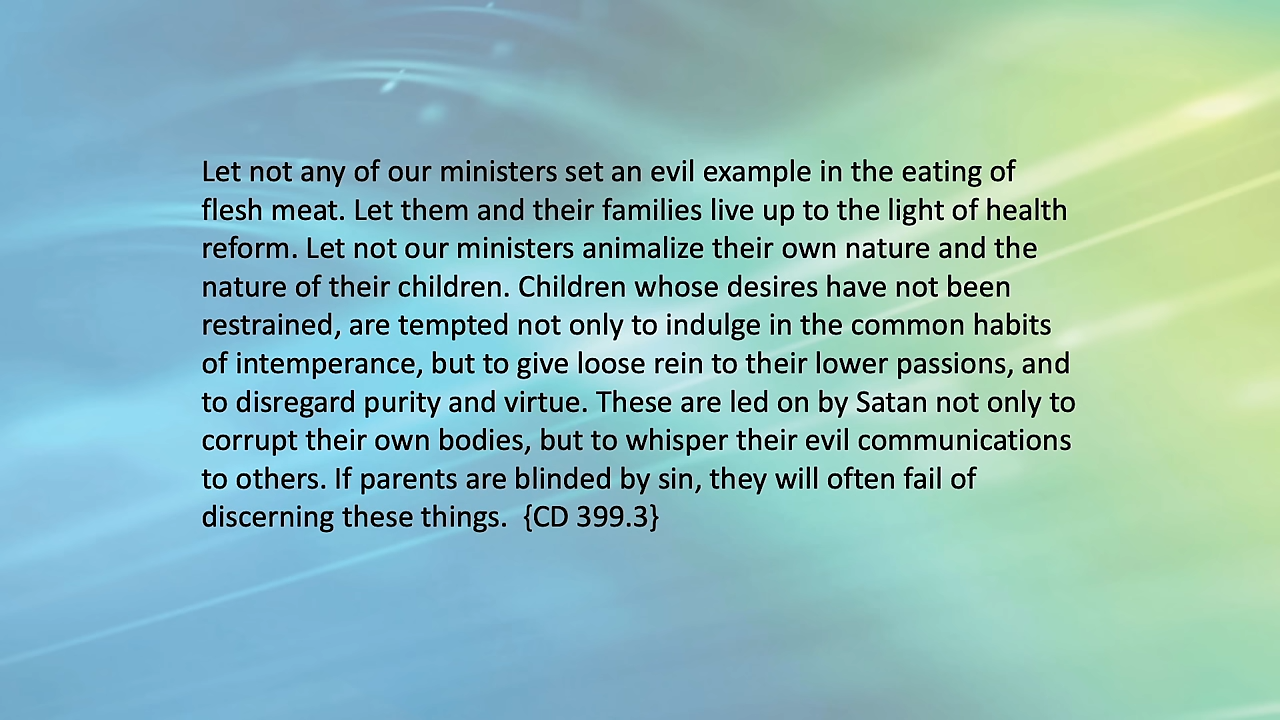 Let not any of our ministers set an evil example in the eating of
flesh meat. Let them and their families live up to the light of health
reform. Let not our ministers animalize their own nature and the
nature of their children. Children whose desires have not been
restrained, are tempted not only to indulge in the common habits
of intemperance, but to give loose rein to their lower passions, and
to disregard purity and virtue. These are led on by Satan not only to
corrupt their own bodies, but to whisper their evil communications
to others. If parents are blinded by sin, they will often fail of
discerning these things.  {CD 399.3}